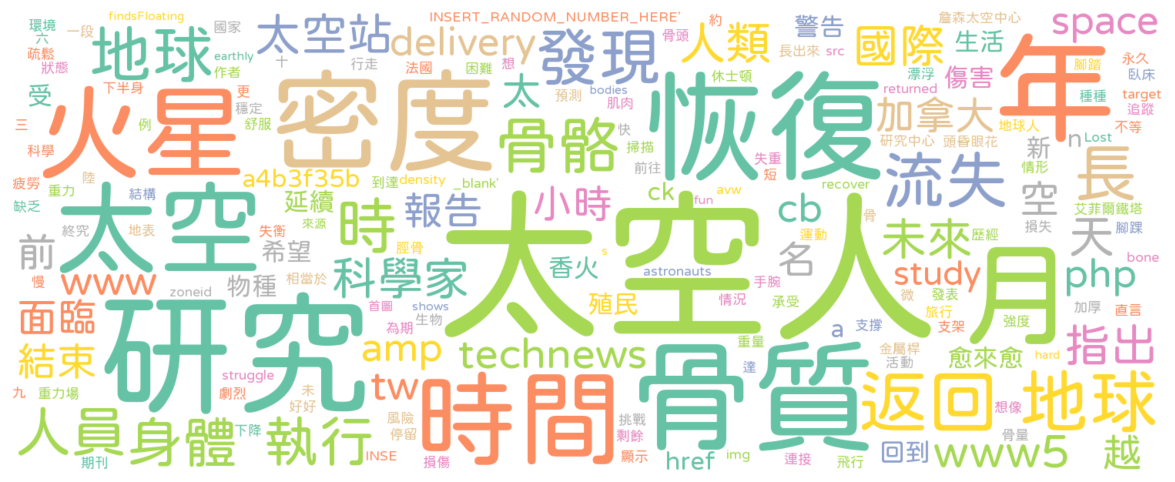 findsFloating
INSERT_RANDOM_NUMBER_HERE'
約
詹森太空中心
環境
一段
國家
太空站
delivery
發現
骨頭
人類
警告
長出來
src
國際
生活
space
六
疏鬆
地球
earthly
十
行走
法國
困難
想
年
永久
狀態
作者
受
下半身
更
太
預測
bodies
休士頓
漂浮
傷害
腳踏
臥床
火星
密度
恢復
穩定
肌肉
returned
種種
target
三
例
舒服
骨骼
快
加拿大
地球人
追蹤
科學
掃描
研究中心
頭昏眼花
n
Lost
不等
疲勞
重力
陸
a4b3f35b
到達
density
_blank'
前往
失重
短
流失
新
情形
長
缺乏
結構
延續
ck
avw
recover
空
艾菲爾鐵塔
太空
來源
時
報告
小時
fun
cb
骨
未來
歷經
損失
天
腳踝
前
終究
地表
失衡
希望
脛骨
太空人
運動
名
月
bone
慢
www
科學家
香火
s
astronauts
手腕
study
php
zoneid
物種
相當於
殖民
情況
承受
微
發表
加厚
直言
面臨
研究
首圖
shows
為期
生物
旅行
強度
結束
amp
technews
重量
a
支撐
支架
指出
struggle
達
金屬桿
活動
愈來愈
hard
九
重力場
劇烈
未
好好
tw
時間
骨質
返回
地球
想像
人員
身體
下降
執行
風險
停留
挑戰
剩餘
骨量
期刊
INSE
損傷
顯示
href
img
連接
飛行
回到
www5
越